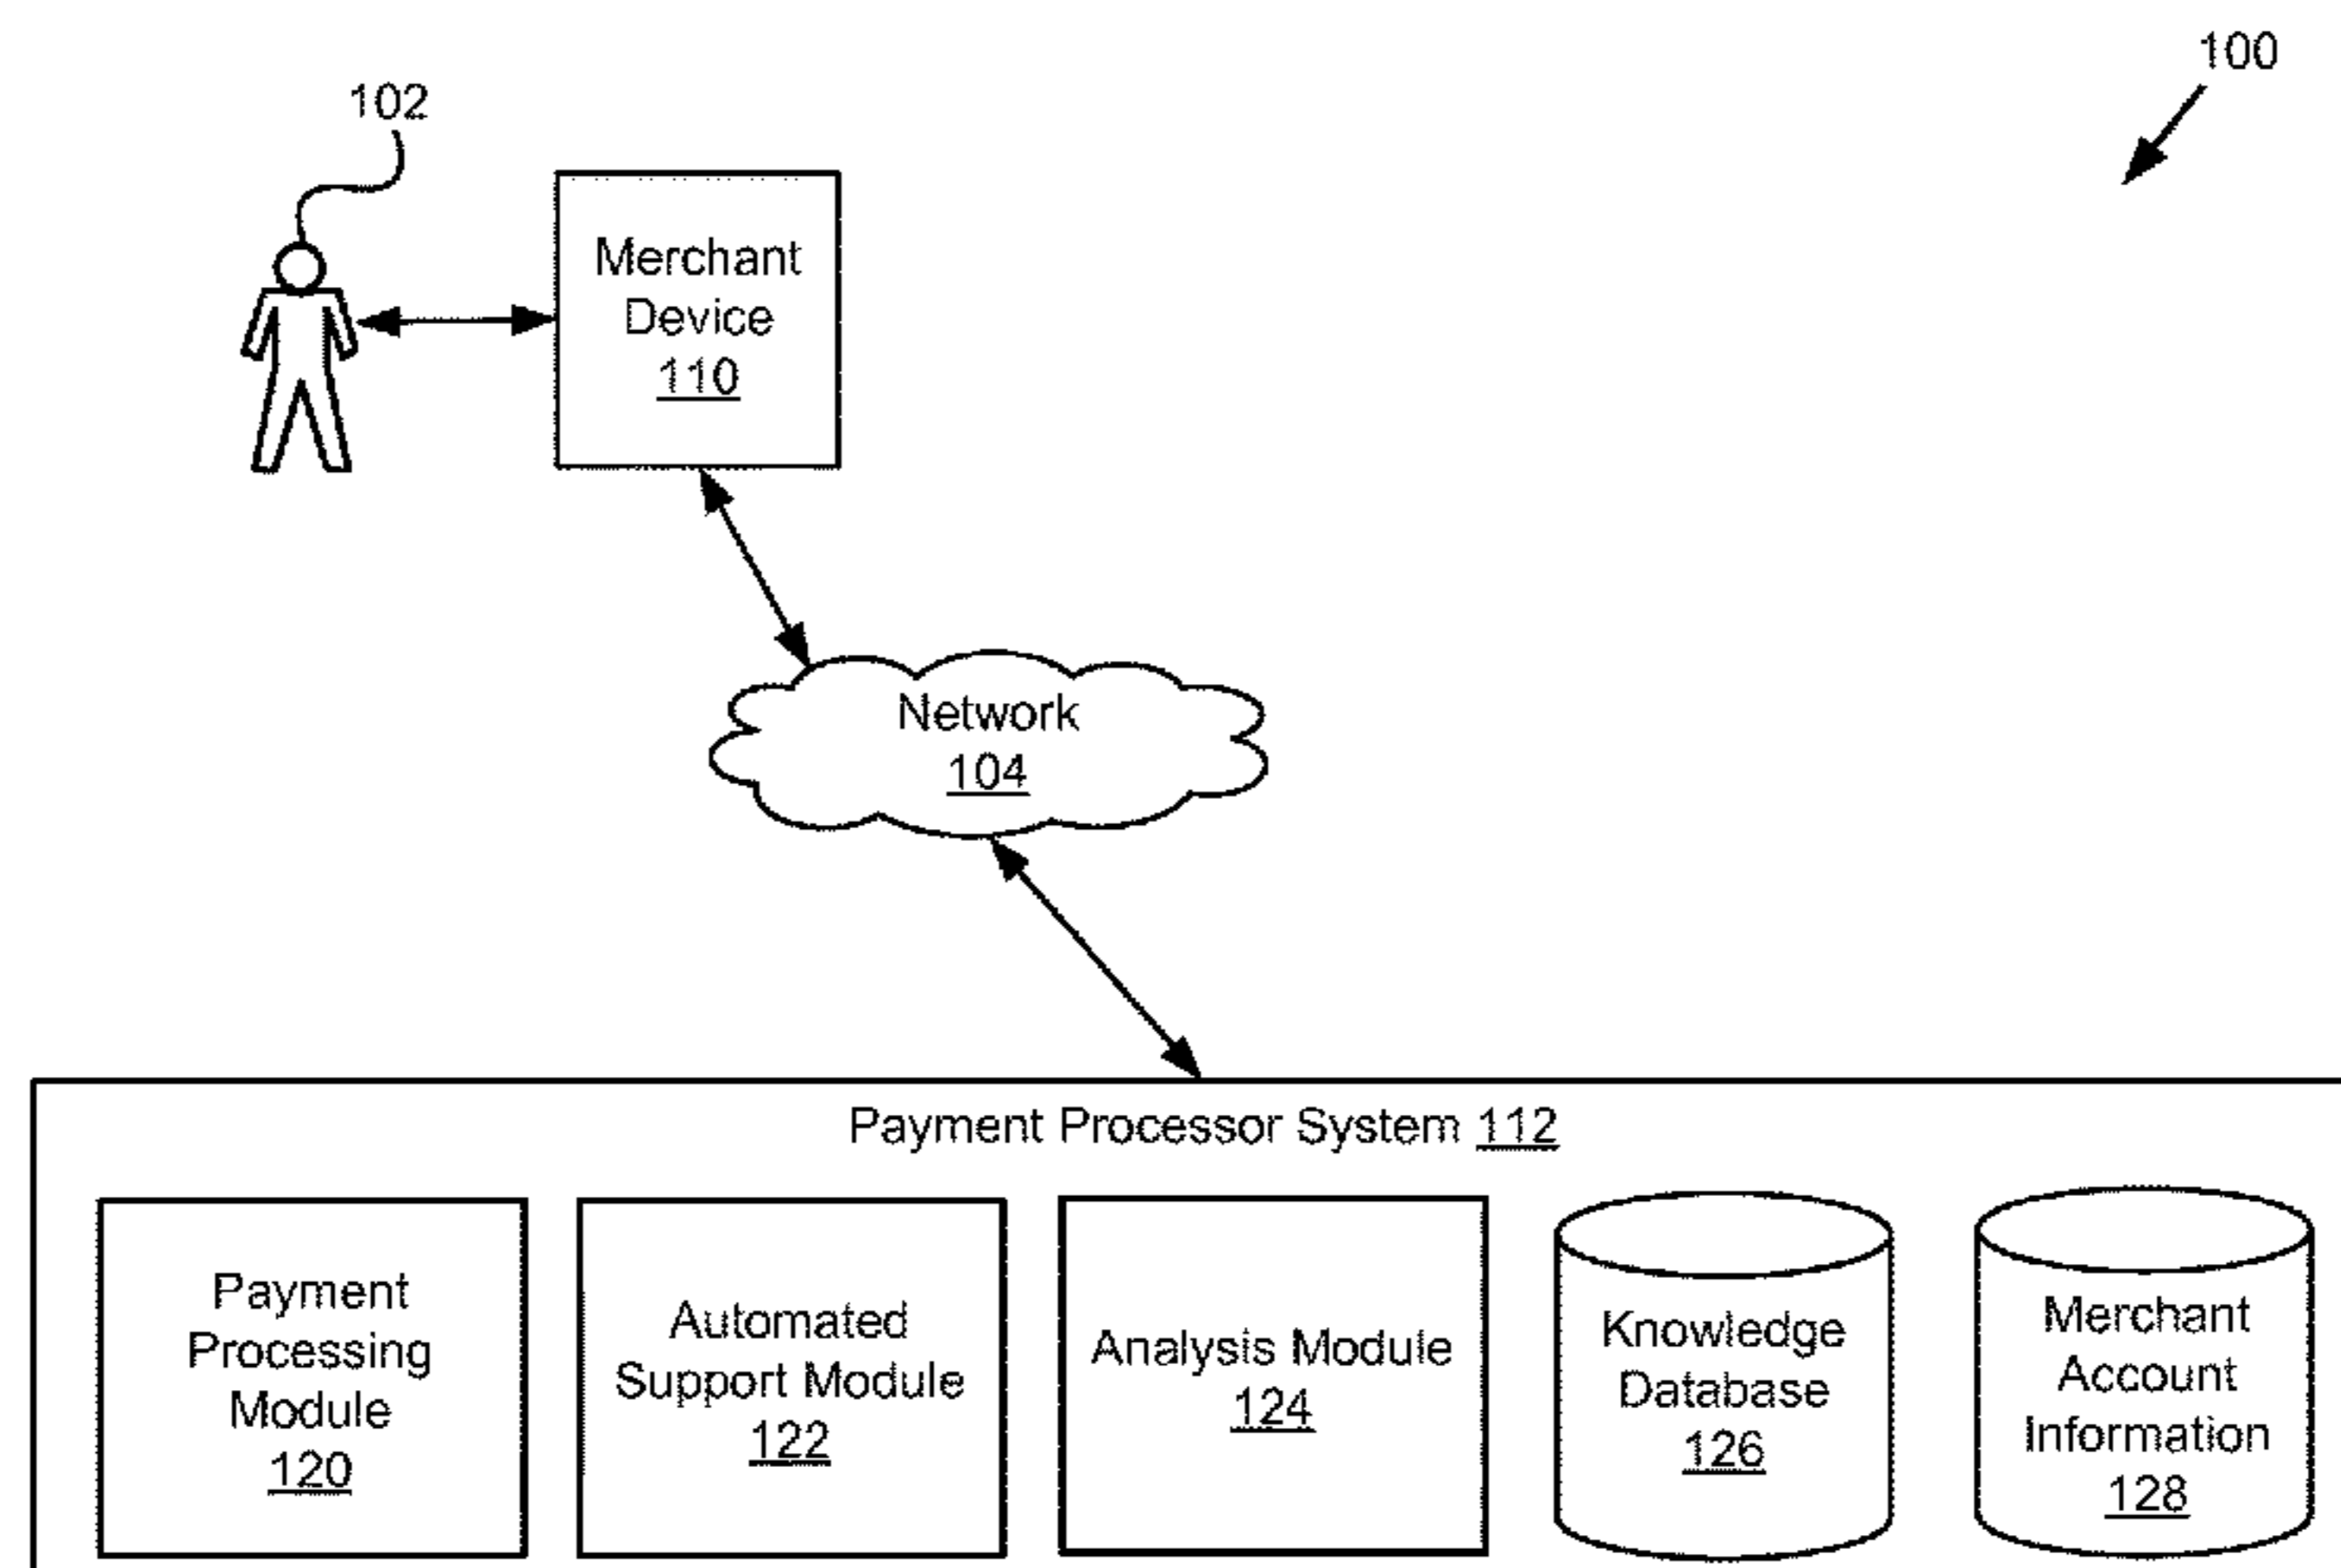 100
102
Merchant
Device
110
Network
104
Payment Processor System 112
Payment
Processing
Module
120
Automated
Support Module
122
Analysis Module
124
Knowledge
Database
126
Merchant
Account
Information
128